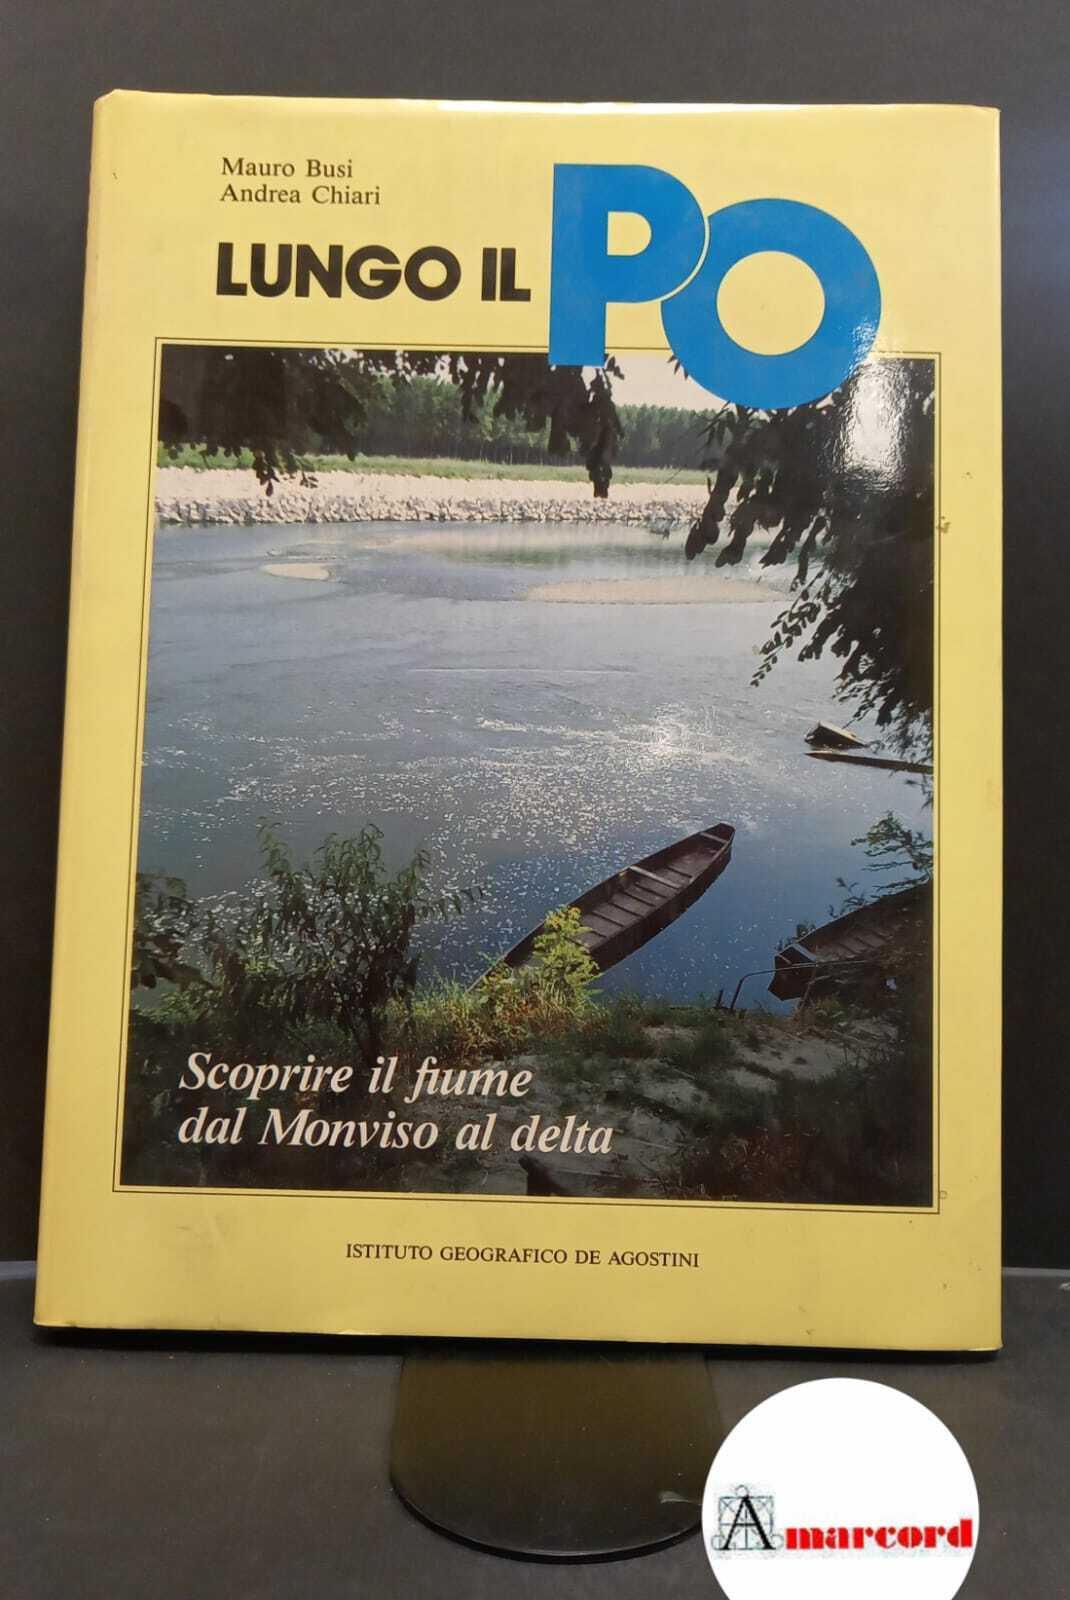 Mauro Busi
Andrea Chiari
LUNGO IL PO
Scoprire il fiume
dal Monviso al delta
ISTITUTO GEOGRAFICO DE AGOSTINI
Amarcord